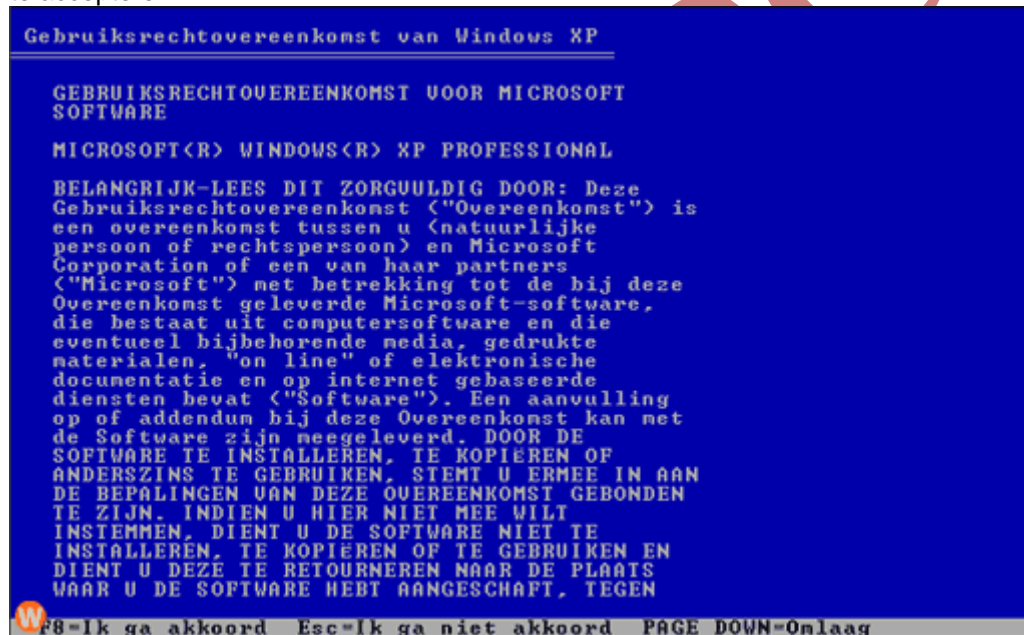 Gebruiksrechtovereenkomst van Windows XP
GEBRUIKSRECHTOVEREENKOMST VOOR MICROSOFT
SOFTWARE
MICROSOFT(R) WINDOWS(R) XP PROFESSIONAL
BELANGRIJK-LEES DIT ZORGVULDIG DOOR: Deze
Gebruiksrechtovereenkomst ("Overeenkomst") is
een overeenkomst tussen u (natuurlijke
persoon of rechtspersoon) en Microsoft
Corporation of een van haar partners
("Microsoft") met betrekking tot de bij deze
Overeenkomst geleverde Microsoft-software,
die bestaat uit computersoftware en die
eventueel bijbehorende media, gedrukte
materialen, "on line" of elektronische
documentatie en op internet gebaseerde
diensten bevat ("Software"). Een aanvulling
op of addendum bij deze Overeenkomst kan met
de Software zijn meegeleverd. DOOR DE
SOFTWARE TE INSTALLEREN, TE KOPIËREN OF
ANDERSZINS TE GEBRUIKEN, STEMT U ERMEE IN AAN
DE BEPALINGEN VAN DEZE OVEREENKOMST GEBONDEN
TE ZIJN. INDIEN U HIER NIET MEE WILT
INSTEMMEN, DIENT U DE SOFTWARE NIET TE
INSTALLEREN, TE KOPIËREN OF TE GEBRUIKEN EN
DIENT U DEZE TE RETOURNEREN NAAR DE PLAATS
WAAR U DE SOFTWARE HEBT AANGESCHAFT, TEGEN
W
F8=Ik ga akkoord Esc=Ik ga niet akkoord PAGE DOWN=Omlaag